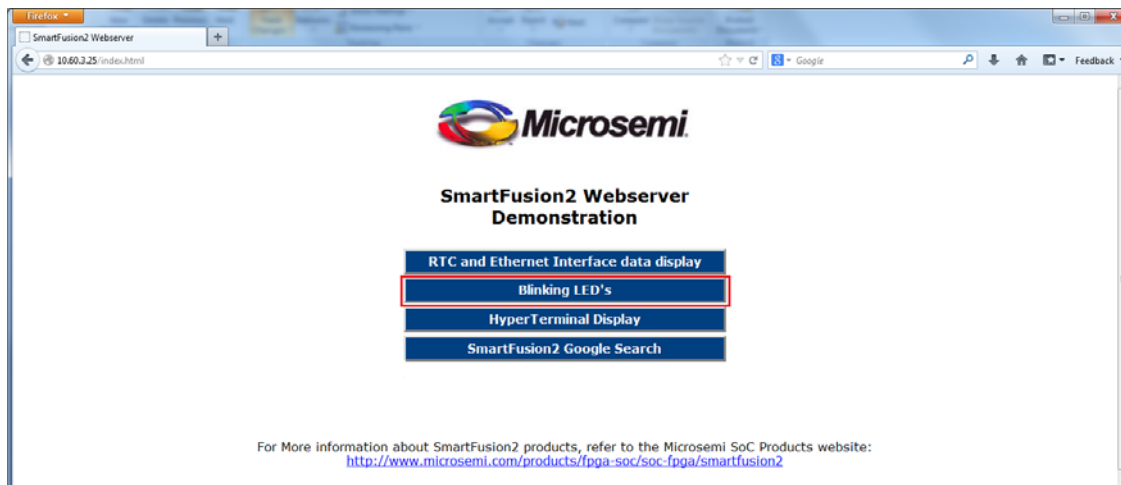 Firefox
SmartFusion2 Webserver
+
10.60.3.25/index.html
Google
Feedback
Microsemi.
SmartFusion2 Webserver
Demonstration
RTC and Ethernet Interface data display
Blinking LED's
HyperTerminal Display
SmartFusion2 Google Search
For More information about SmartFusion2 products, refer to the Microsemi SoC Products website:
http://www.microsemi.com/products/fpga-soc/soc-fpga/smartfusion2